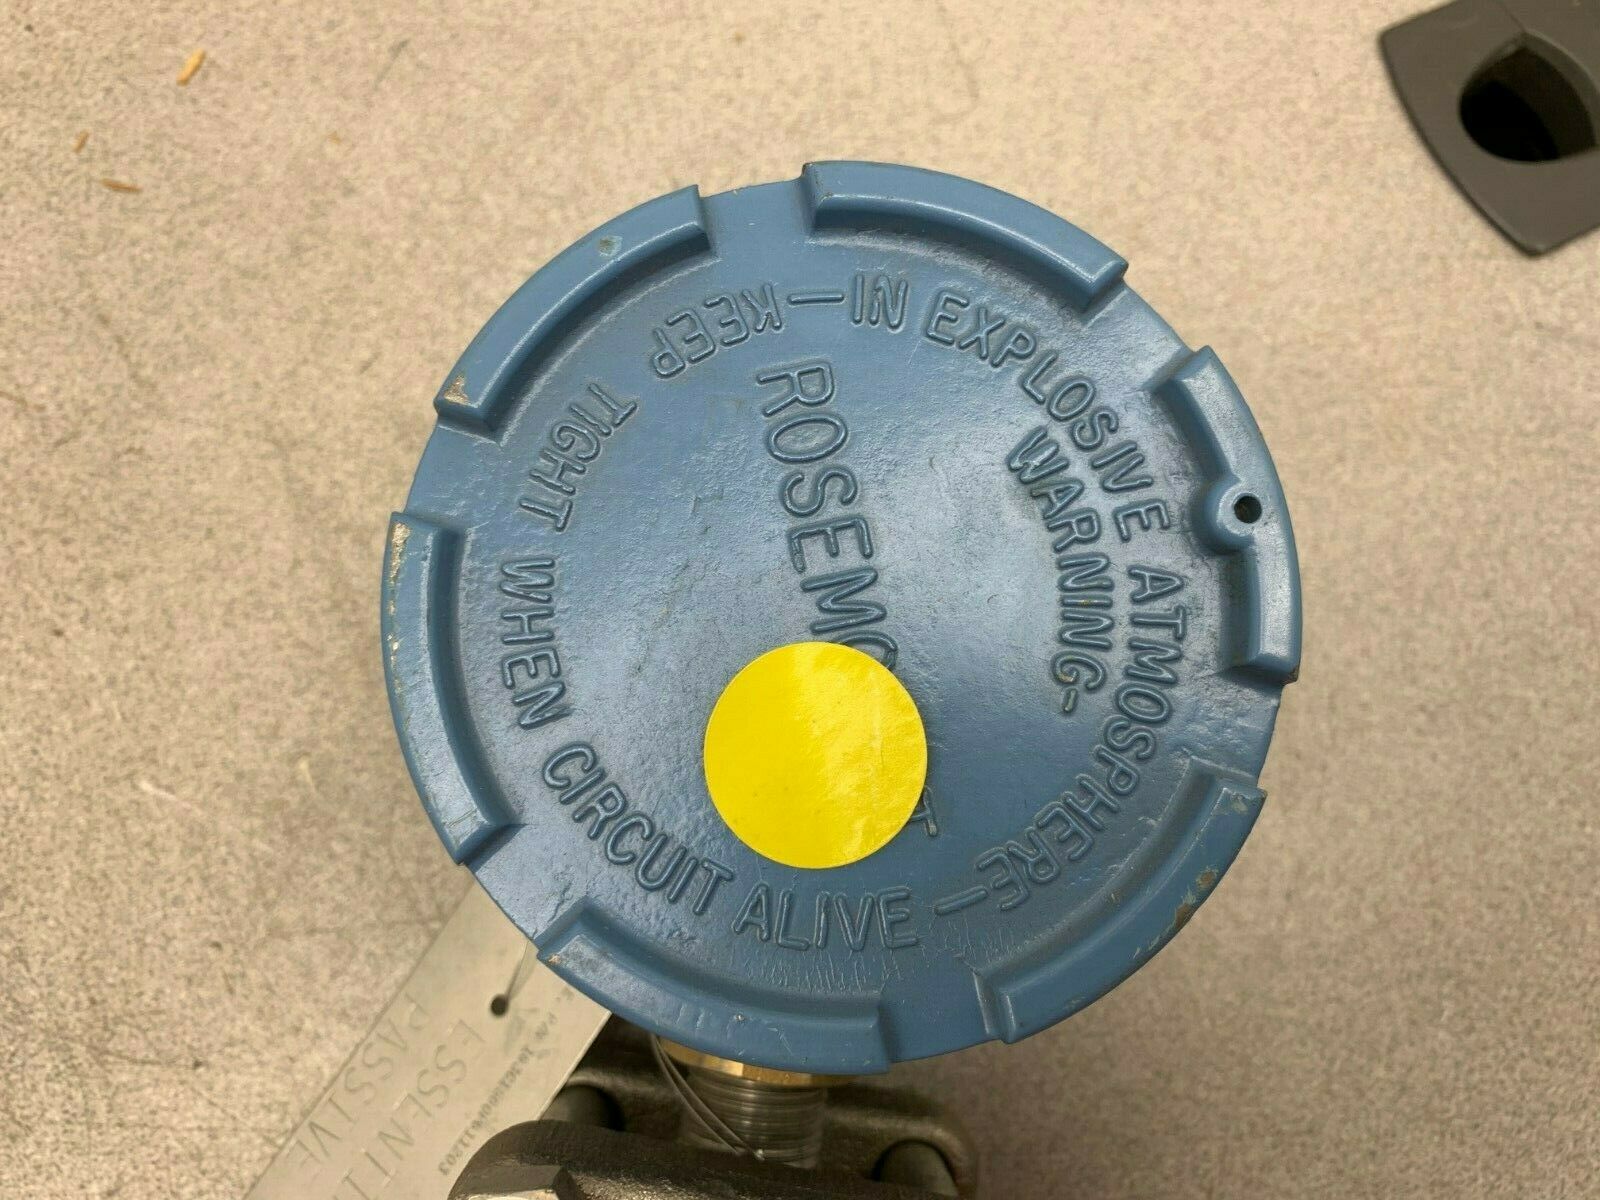 WARNING-
IN EXPLOSIVE ATMOSPHERE-
KEEP TIGHT WHEN CIRCUIT ALIVE-
ROSEMO T
PASSIVE